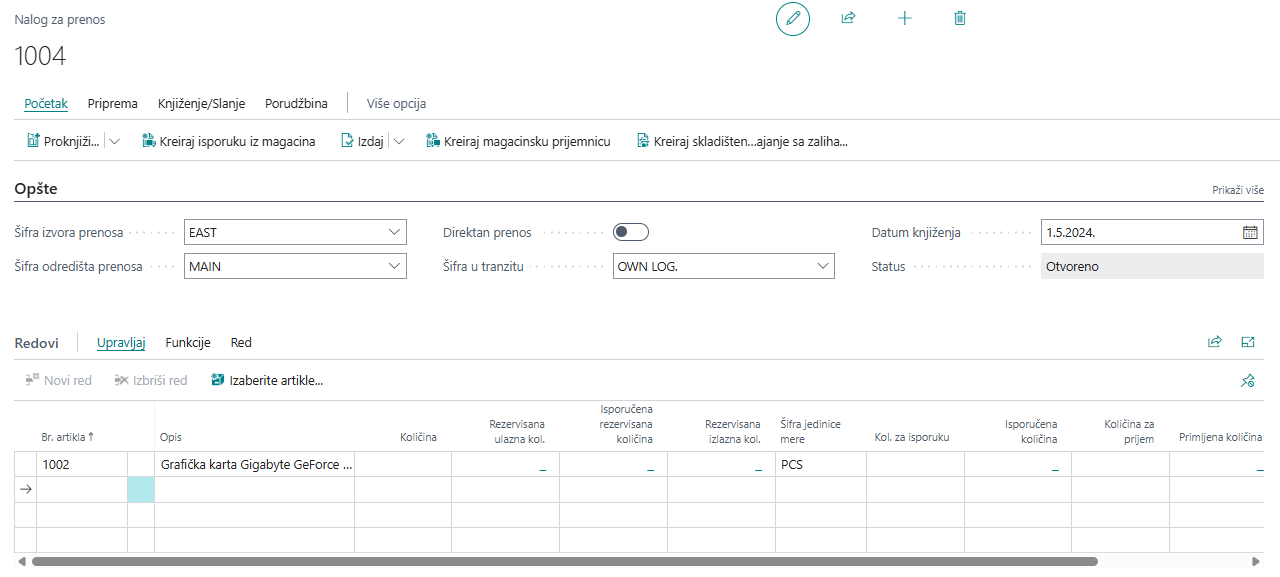 Nalog za prenos
1004
Početak Priprema Knjiženje/Slanje Porudžbina Više opcija
Proknjiži... Kreiraj isporuku iz magacina Izdaj Kreiraj magacinsku prijemnicu Kreiraj skladišten...ajanje sa zaliha...
Opšte Prikaži više
Šifra izvora prenosa EAST Direktan prenos Datum knjiženja 1.5.2024.
Šifra odredišta prenosa MAIN Šifra u tranzitu OWN LOG. Status Otvoreno
Redovi Upravljaj Funkcije Red
Novi red Izbriši red Izaberite artikle...
Br. artikla Opis Količina Rezervisana ulazna kol. Isporučena rezervisana količina Rezervisana izlazna kol. Šifra jedinice mere Kol. za isporuku Isporučena količina Količina za prijem Primljena količina
1002 Grafička karta Gigabyte GeForce ... _ _ _ PCS _ _